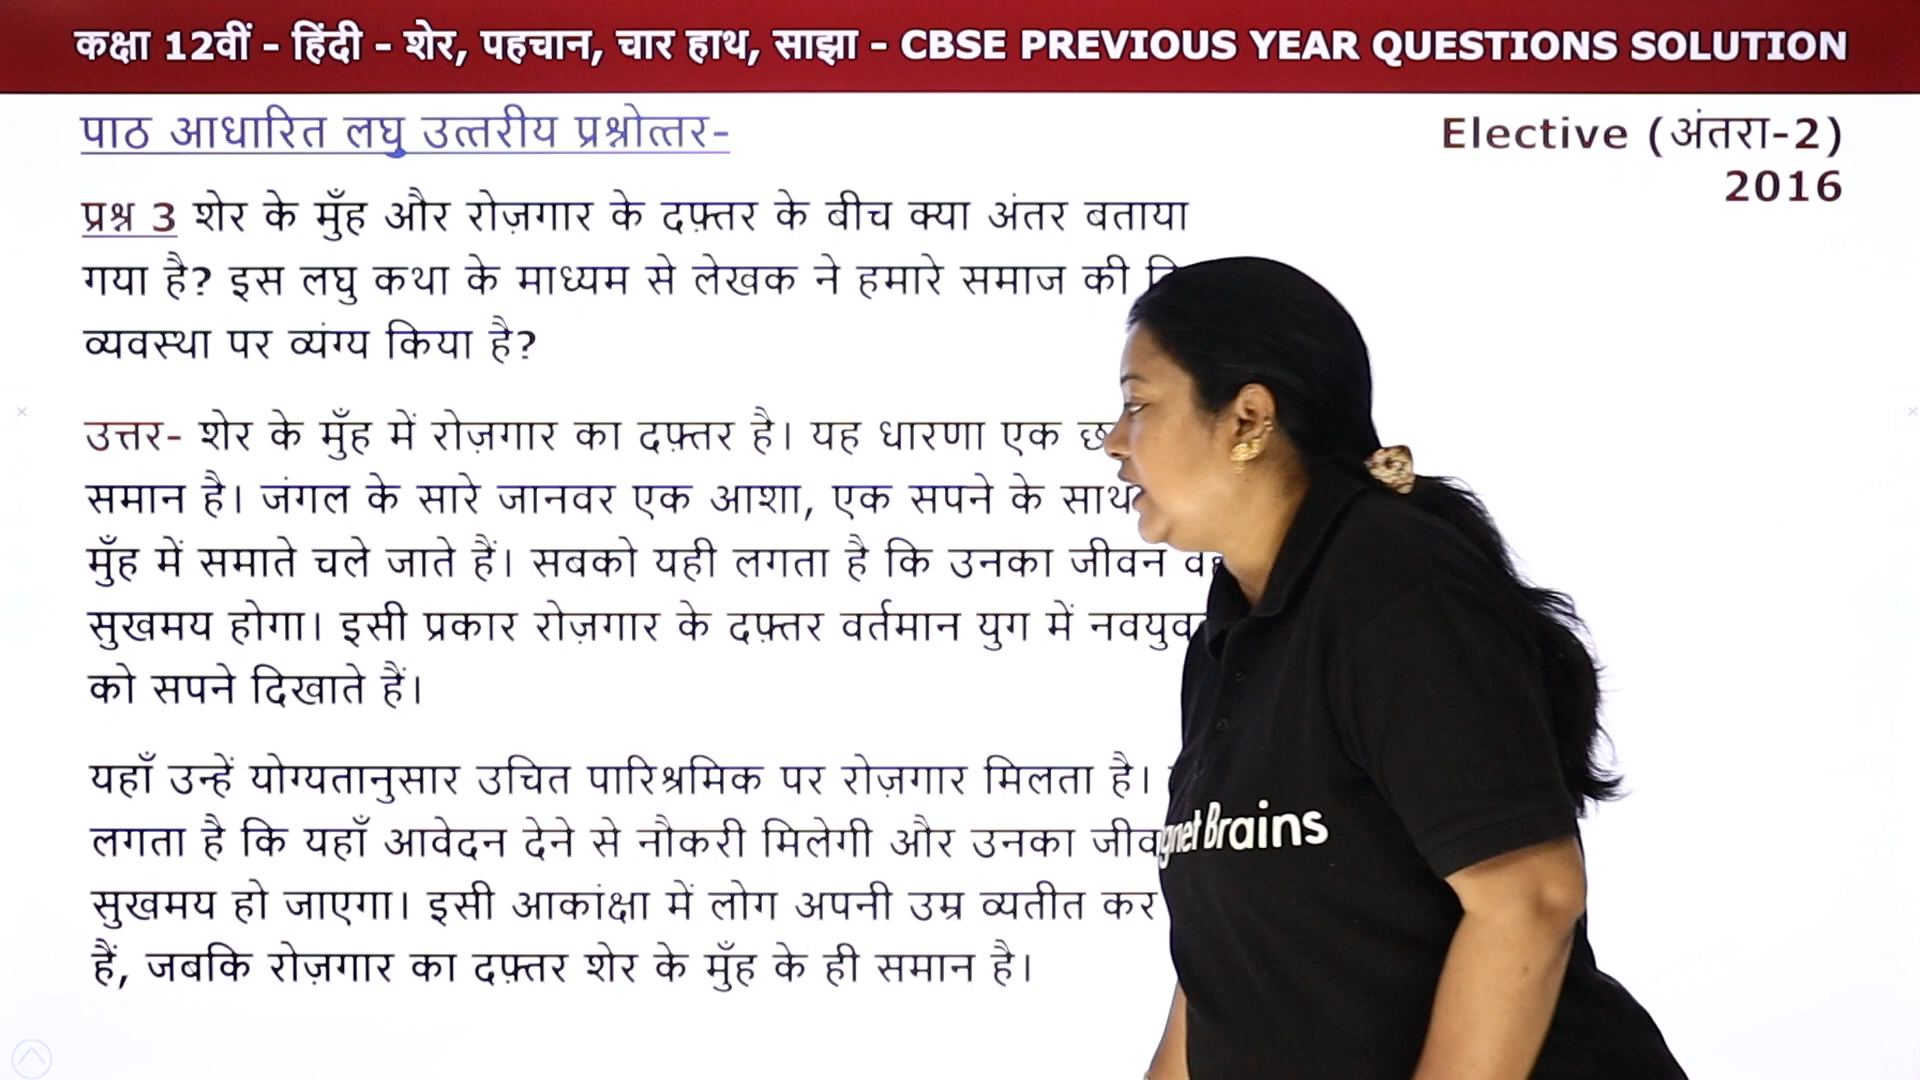 कक्षा 12वीं - हिंदी - शेर, पहचान, चार हाथ, साझा - CBSE PREVIOUS YEAR QUESTIONS SOLUTION
पाठ आधारित लघु उत्तरीय प्रश्नोत्तर-
Elective (अंतरा-2)
2016
प्रश्न 3 शेर के मुँह और रोज़गार के दफ़्तर के बीच क्या अंतर बताया
गया है? इस लघु कथा के माध्यम से लेखक ने हमारे समाज की
व्यवस्था पर व्यंग्य किया है?
उत्तर- शेर के मुँह में रोज़गार का दफ़्तर है। यह धारणा एक
समान है। जंगल के सारे जानवर एक आशा, एक सपने के साथ
मुँह में समाते चले जाते हैं। सबको यही लगता है कि उनका जीवन
सुखमय होगा। इसी प्रकार रोज़गार के दफ़्तर वर्तमान युग में
को सपने दिखाते हैं।
यहाँ उन्हें योग्यतानुसार उचित पारिश्रमिक पर रोज़गार मिलता है।
लगता है कि यहाँ आवेदन देने से नौकरी मिलेगी और उनका
सुखमय हो जाएगा। इसी आकांक्षा में लोग अपनी उम्र व्यतीत कर
हैं, जबकि रोज़गार का दफ़्तर शेर के मुँह के ही समान है।
Brains